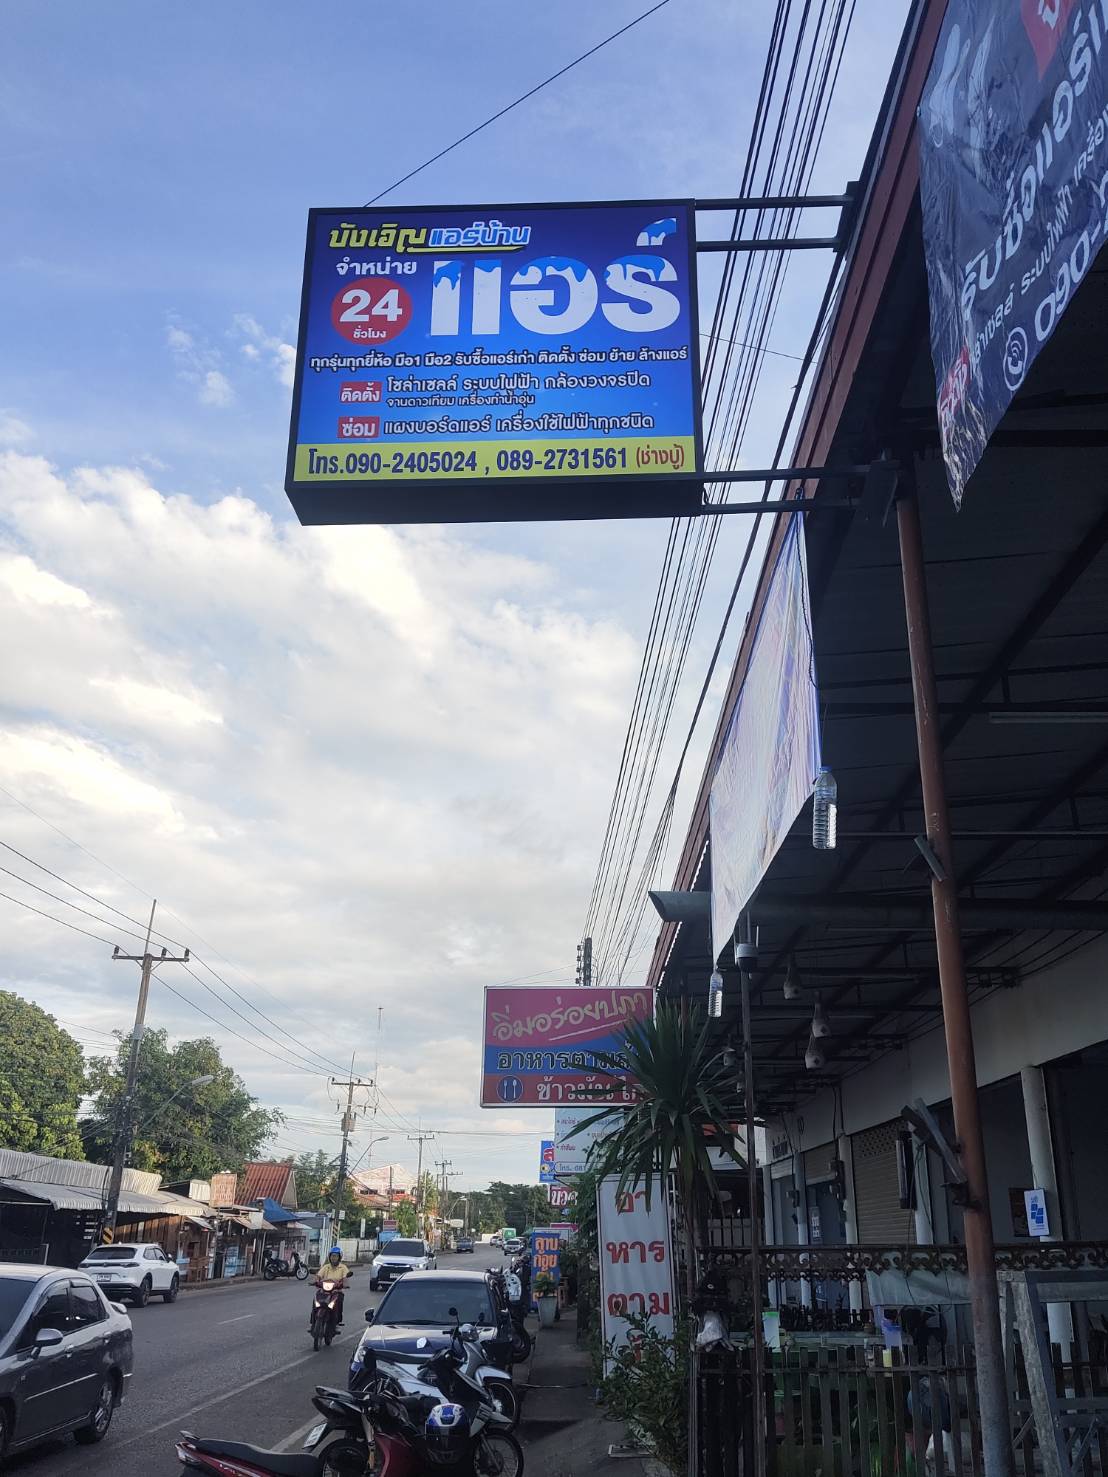 บังเอิญแอร์บ้าน
จำหน่าย แอร์
24
ชั่วโมง
ทุกรุ่นทุกยี่ห้อ มือ1 มือ2 รับซื้อแอร์เก่า ติดตั้ง ซ่อม ย้าย ล้างแอร์
ติดตั้ง โซล่าเซลล์ ระบบไฟฟ้า กล้องวงจรปิด
จานดาวเทียม เครื่องทำน้ำอุ่น
ซ่อม แผงบอร์ดแอร์ เครื่องใช้ไฟฟ้าทุกชนิด
โทร.090-2405024 , 089-2731561 (ช่างบู้)
อิ่มอร่อยปภา
อาหารตาม
ข้าวมัน
อา
หาร
ตาม